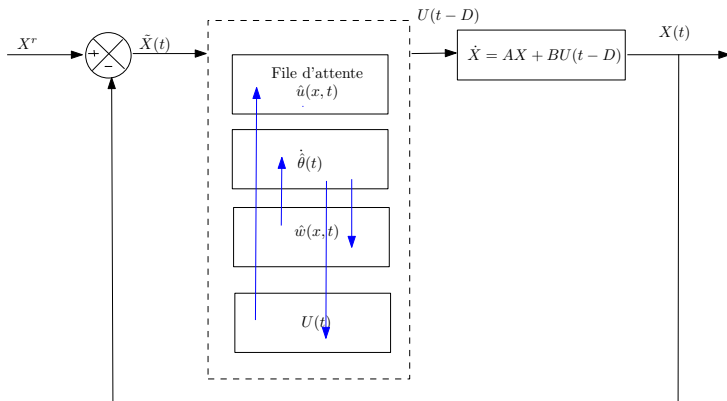 U(t − D)
X^r
+
−
X̃(t)
X(t)
Ẋ = AX + BU(t − D)
File d'attente
û(x, t)
θ̂̇(t)
ŵ(x, t)
U(t)